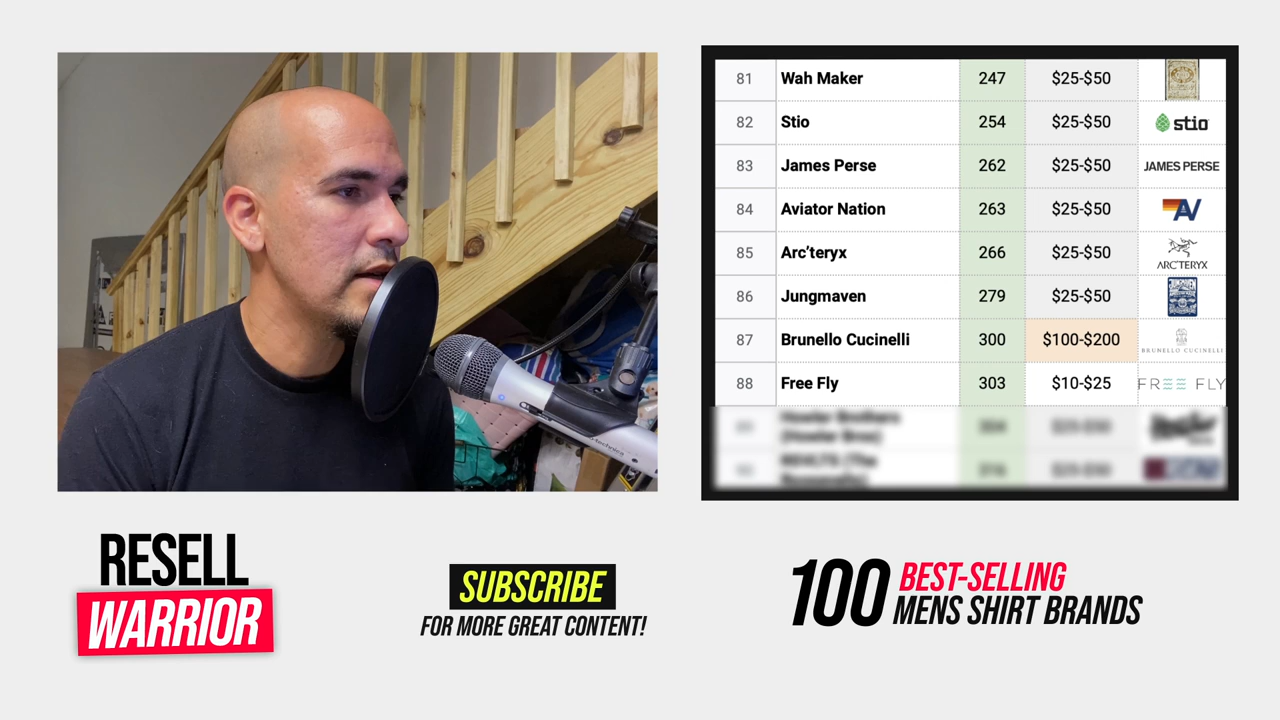 81 Wah Maker 247 $25-$50
82 Stio 254 $25-$50 stio
83 James Perse 262 $25-$50 JAMES PERSE
84 Aviator Nation 263 $25-$50 AV
85 Arc'teryx 266 $25-$50 ARC'TERYX
86 Jungmaven 279 $25-$50 JUNGMAVEN
87 Brunello Cucinelli 300 $100-$200 BRUNELLO CUCINELLI
88 Free Fly 303 $10-$25 FREE FLY
RESELL
WARRIOR
SUBSCRIBE
FOR MORE GREAT CONTENT!
100 BEST-SELLING
MENS SHIRT BRANDS